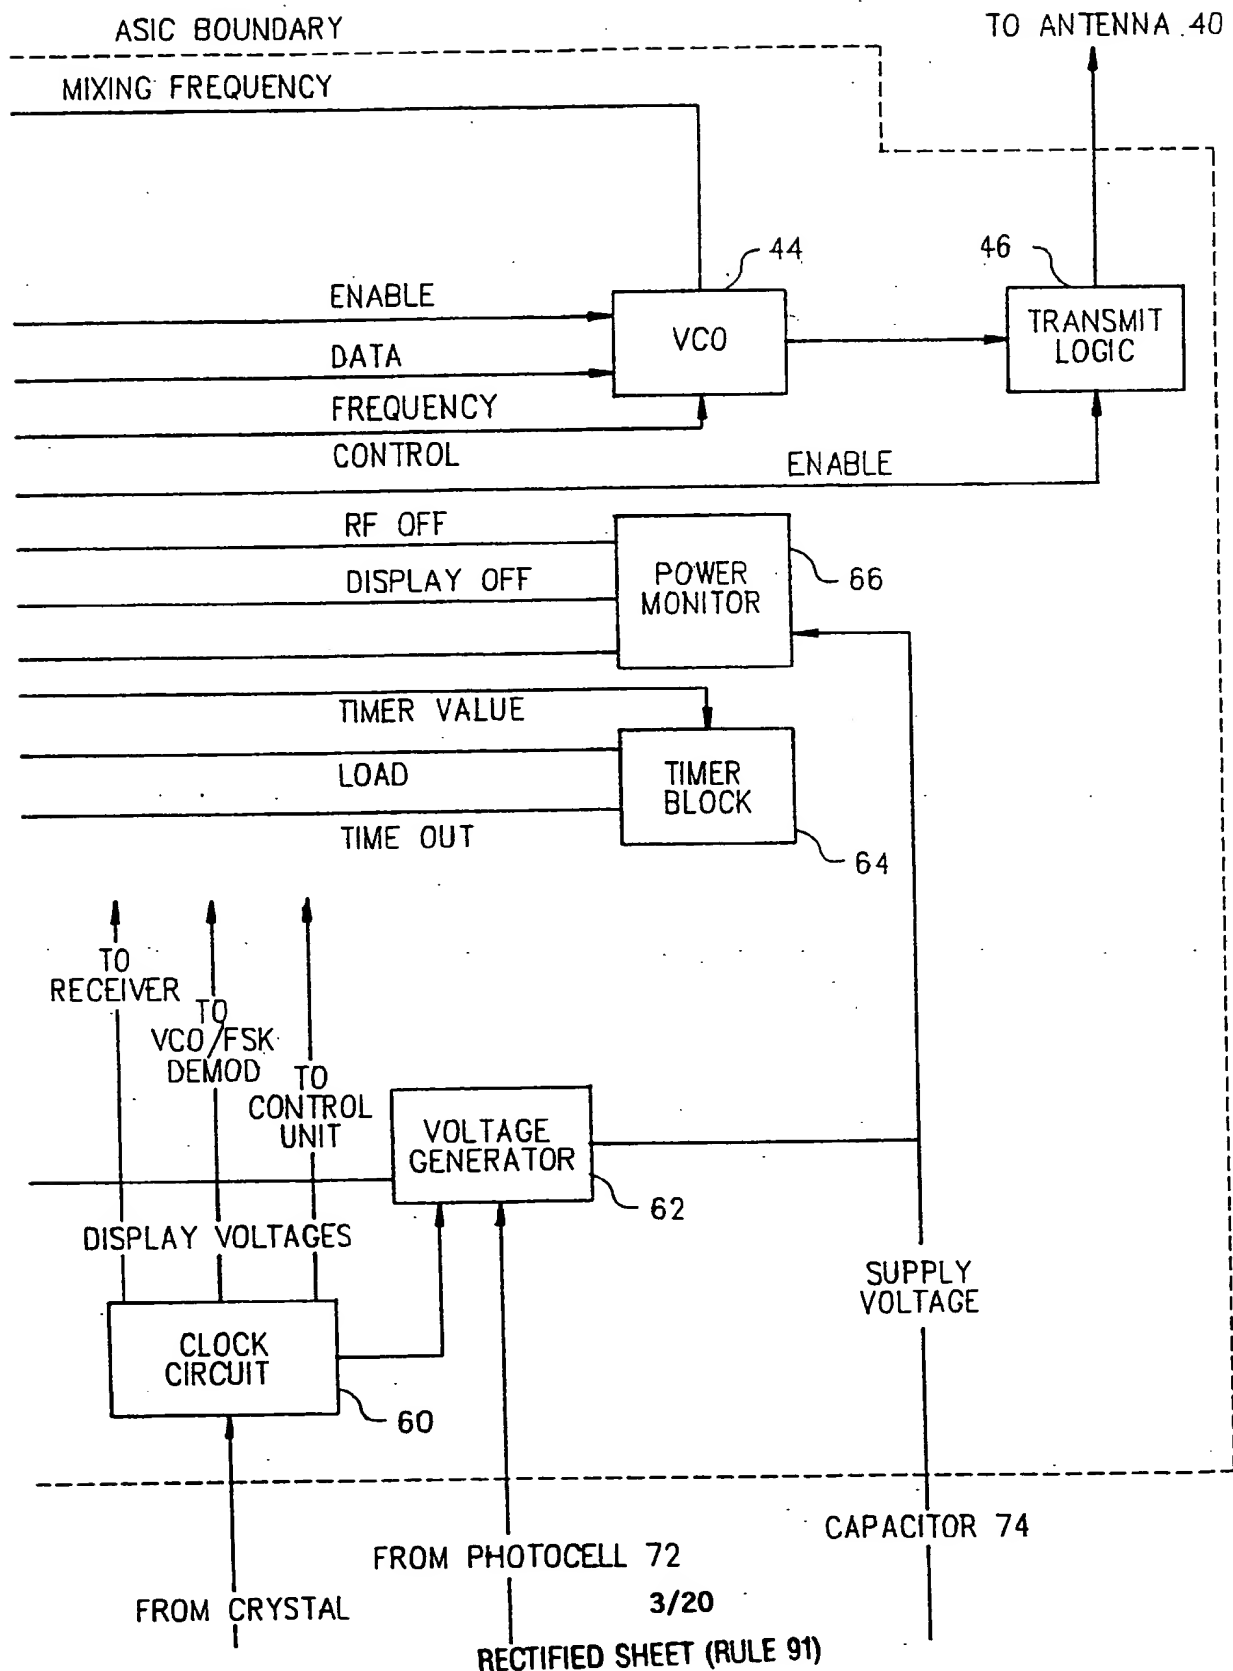 ASIC BOUNDARY
TO ANTENNA 40
MIXING FREQUENCY
44
46
ENABLE
VCO
TRANSMIT
LOGIC
DATA
FREQUENCY
CONTROL
ENABLE
RF OFF
DISPLAY OFF
POWER
MONITOR
66
TIMER VALUE
LOAD
TIMER
BLOCK
TIME OUT
64
TO
RECEIVER
TO
VCO/FSK
DEMOD
TO
CONTROL
UNIT
VOLTAGE
GENERATOR
62
DISPLAY VOLTAGES
SUPPLY
VOLTAGE
CLOCK
CIRCUIT
60
CAPACITOR 74
FROM PHOTOCELL 72
FROM CRYSTAL
3/20
RECTIFIED SHEET (RULE 91)